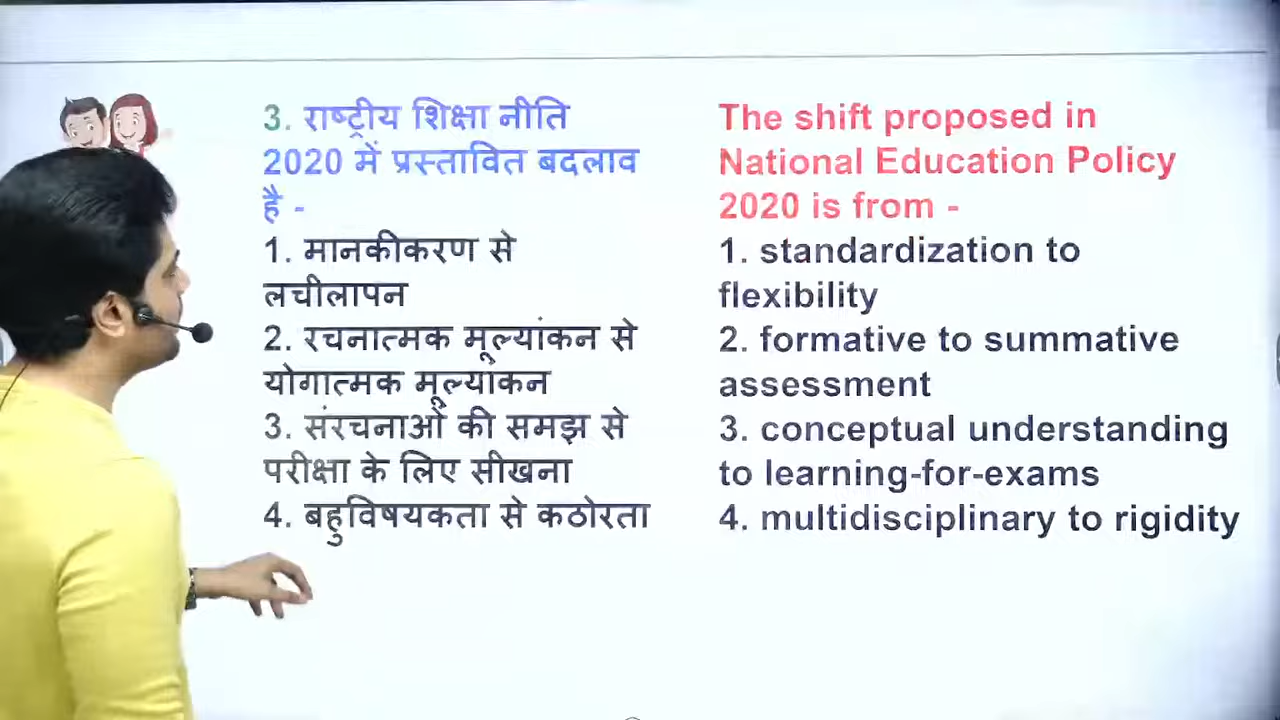 3. राष्ट्रीय शिक्षा नीति
2020 में प्रस्तावित बदलाव
है -
1. मानकीकरण से
लचीलापन
2. रचनात्मक मूल्यांकन से
योगात्मक मूल्यांकन
3. संरचनाओं की समझ से
परीक्षा के लिए सीखना
4. बहुविषयकता से कठोरता
The shift proposed in
National Education Policy
2020 is from -
1. standardization to
flexibility
2. formative to summative
assessment
3. conceptual understanding
to learning-for-exams
4. multidisciplinary to rigidity